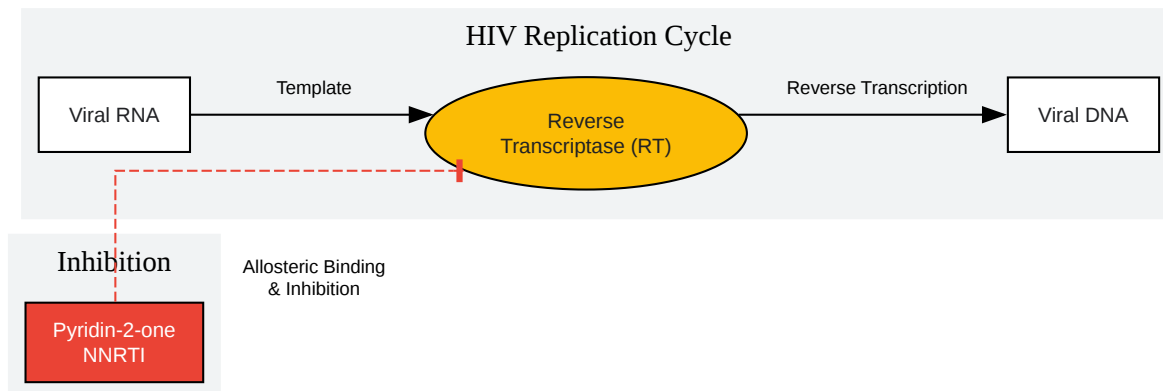 HIV Replication Cycle
Template
Reverse Transcription
Viral RNA
Reverse
Transcriptase (RT)
Viral DNA
Inhibition
Allosteric Binding
& Inhibition
Pyridin-2-one
NNRTI